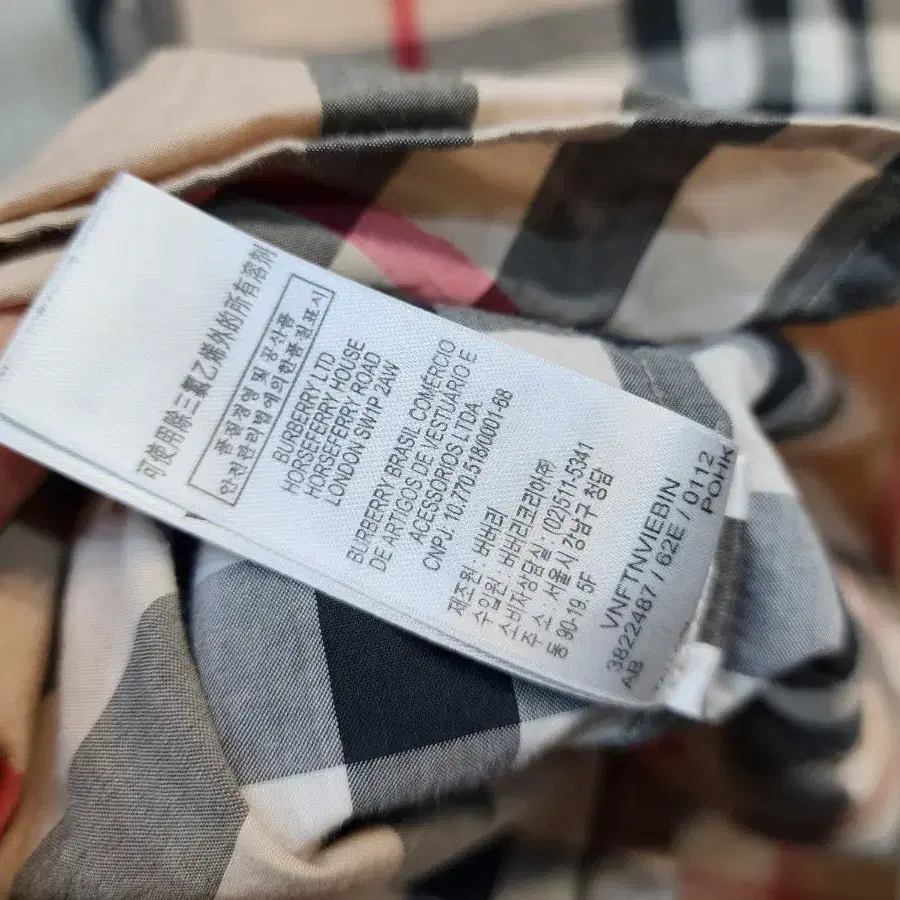 可使用除三氯乙烯外的所有溶剂
품질경영 및 공산품
안전관리법에의한품질표시
BURBERRY LTD
HORSEFERRY HOUSE
HORSEFERRY ROAD
LONDON SW1P 2AW
BURBERRY BRASIL COMÉRCIO
DE ARTIGOS DE VESTUÁRIO E
ACESSÓRIOS LTDA
CNPJ: 10.770.518/0001-68
제조원 : 버버리
수입원 : 버버리코리아(주)
소비자상담실: (02)511-5341
주 소 : 서울시 강남구 청담
동 90-19. 5F
VNFTNVIEBIN
3822487 / 62E / 0112
AB POHK